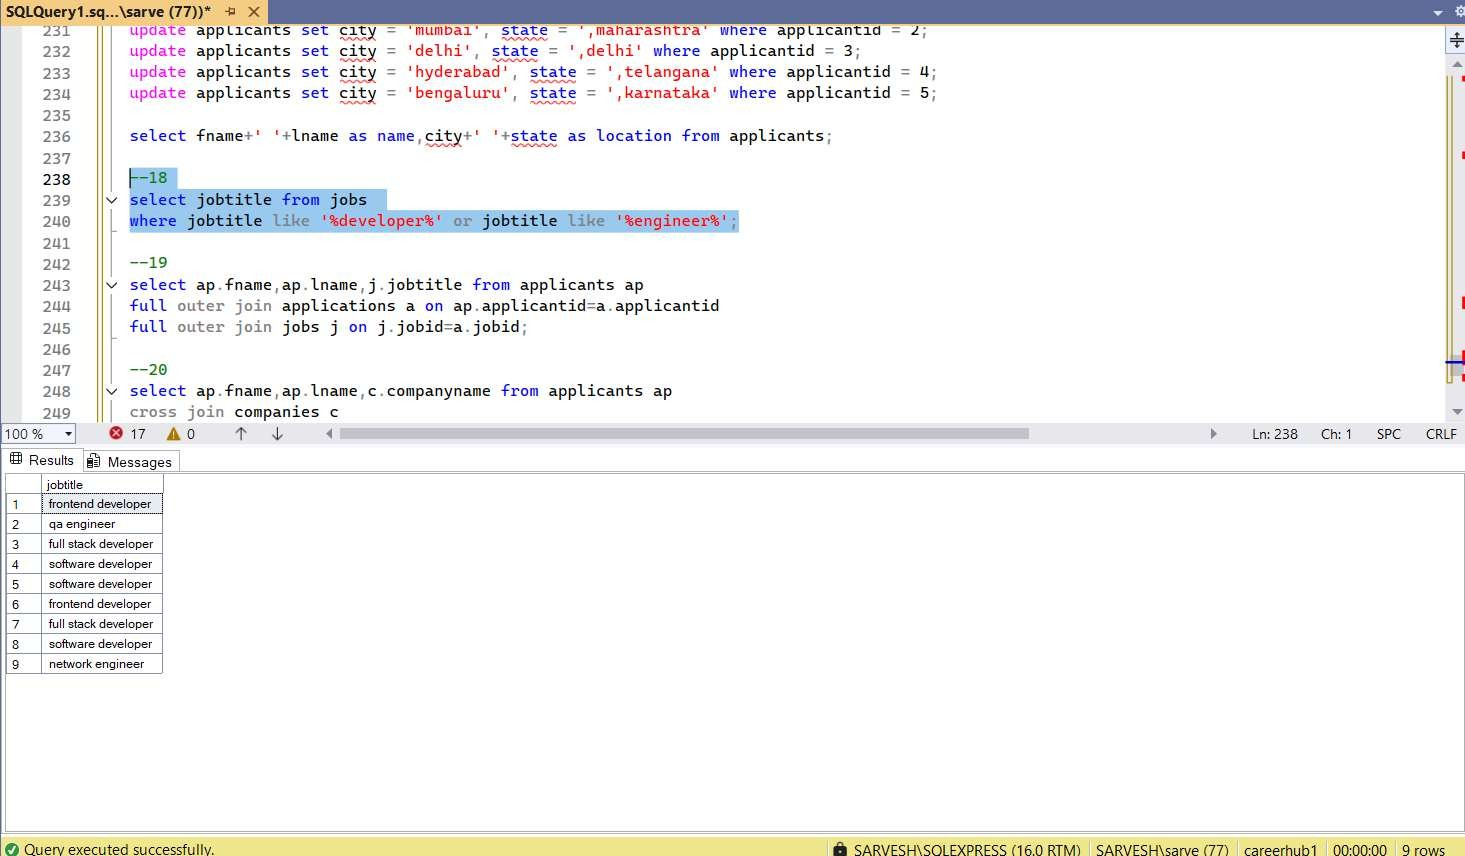 SQLQuery1.sq...\sarve (77))*
231 update applicants set city = 'mumbai', state = ',maharashtra' where applicantid = 2;
232 update applicants set city = 'delhi', state = ',delhi' where applicantid = 3;
233 update applicants set city = 'hyderabad', state = ',telangana' where applicantid = 4;
234 update applicants set city = 'bengaluru', state = ',karnataka' where applicantid = 5;
235
236 select fname+' '+lname as name,city+' '+state as location from applicants;
237
238 --18
239 select jobtitle from jobs
240 where jobtitle like '%developer%' or jobtitle like '%engineer%';
241
242 --19
243 select ap.fname,ap.lname,j.jobtitle from applicants ap
244 full outer join applications a on ap.applicantid=a.applicantid
245 full outer join jobs j on j.jobid=a.jobid;
246
247 --20
248 select ap.fname,ap.lname,c.companyname from applicants ap
249 cross join companies c
100 % 17 0 Ln: 238 Ch: 1 SPC CRLF
Results Messages
jobtitle
1 frontend developer
2 qa engineer
3 full stack developer
4 software developer
5 software developer
6 frontend developer
7 full stack developer
8 software developer
9 network engineer
Query executed successfully. SARVESH\SQLEXPRESS (16.0 RTM) SARVESH\sarve (77) careerhub1 00:00:00 9 rows